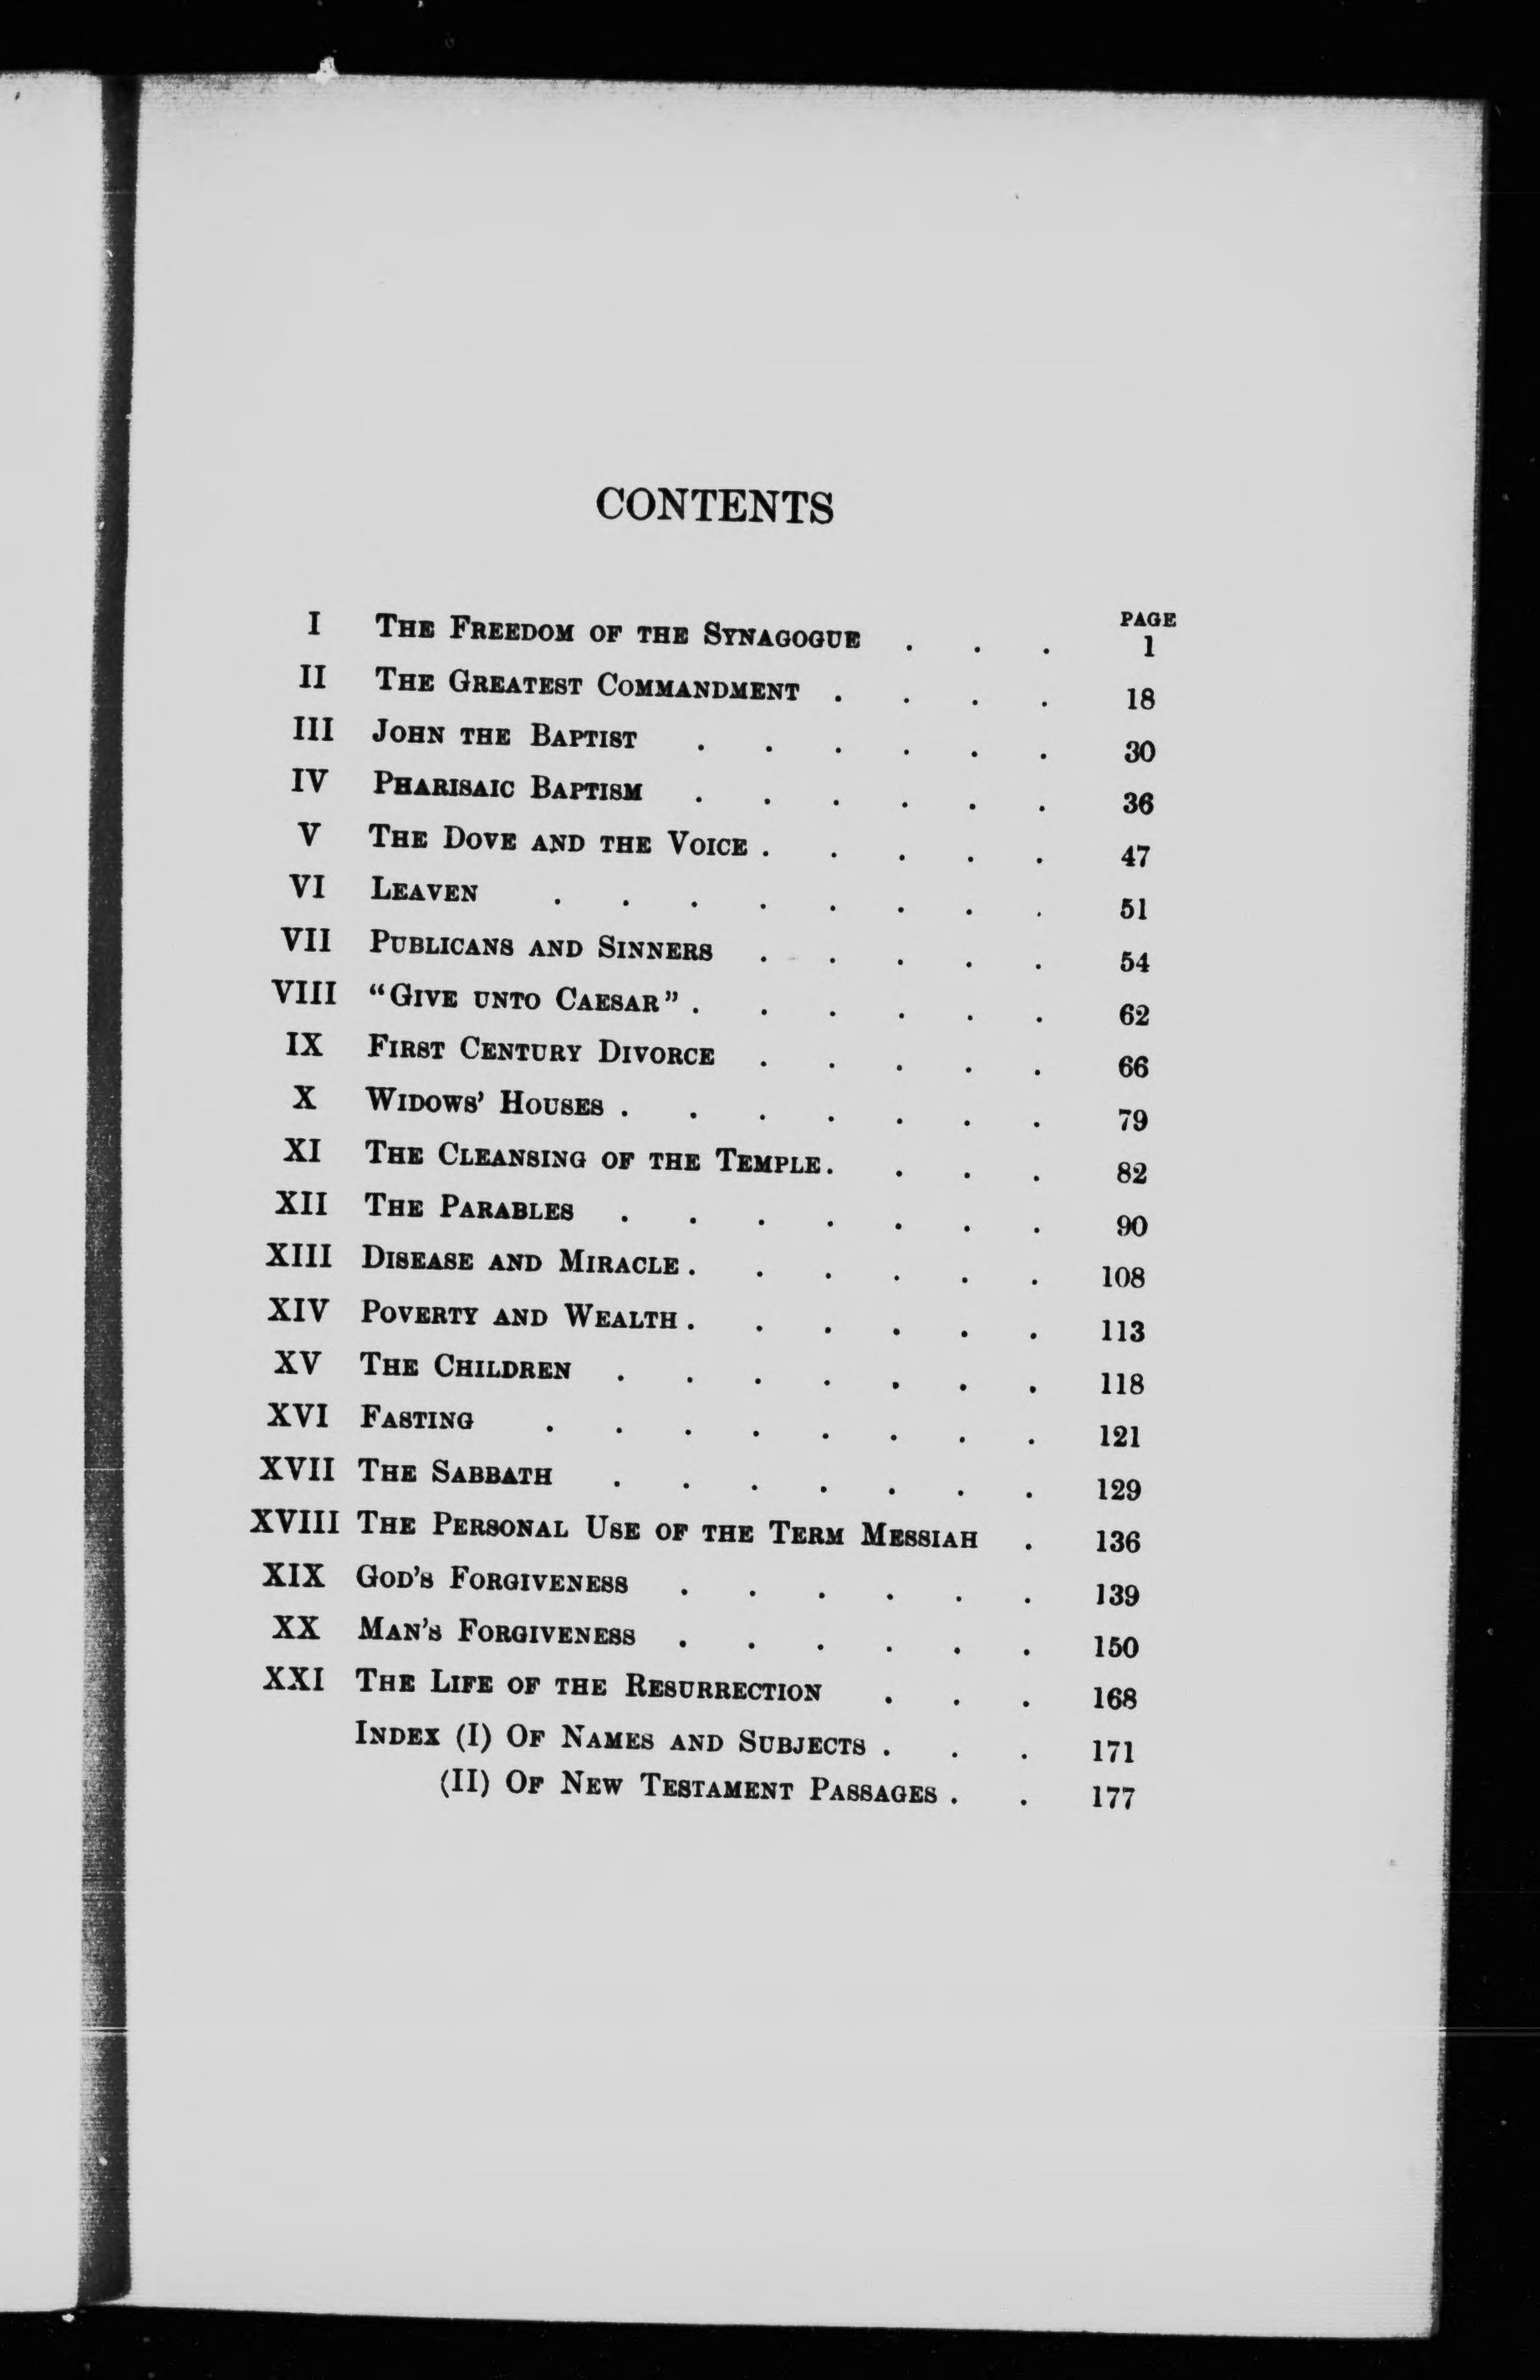 CONTENTS
PAGE
I The Freedom of the Synagogue . . . 1
II The Greatest Commandment . . . . 18
III John the Baptist . . . . . . 30
IV Pharisaic Baptism . . . . . . 36
V The Dove and the Voice . . . . . 47
VI Leaven . . . . . . . . 51
VII Publicans and Sinners . . . . . 54
VIII “Give unto Caesar” . . . . . . 62
IX First Century Divorce . . . . . 66
X Widows’ Houses . . . . . . . 79
XI The Cleansing of the Temple . . . . 82
XII The Parables . . . . . . . 90
XIII Disease and Miracle . . . . . . 108
XIV Poverty and Wealth . . . . . . 113
XV The Children . . . . . . . 118
XVI Fasting . . . . . . . . 121
XVII The Sabbath . . . . . . . 129
XVIII The Personal Use of the Term Messiah . 136
XIX God’s Forgiveness . . . . . . 139
XX Man’s Forgiveness . . . . . . 150
XXI The Life of the Resurrection . . . 168
Index (I) Of Names and Subjects . . . 171
(II) Of New Testament Passages . . 177